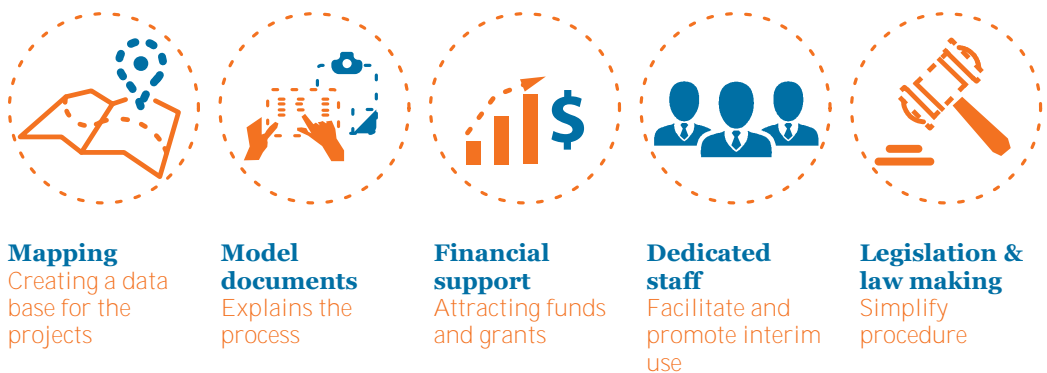 Mapping
Creating a data
base for the
projects
Model
documents
Explains the
process
Financial
support
Attracting funds
and grants
Dedicated
staff
Facilitate and
promote interim
use
Legislation &
law making
Simplify
procedure
$